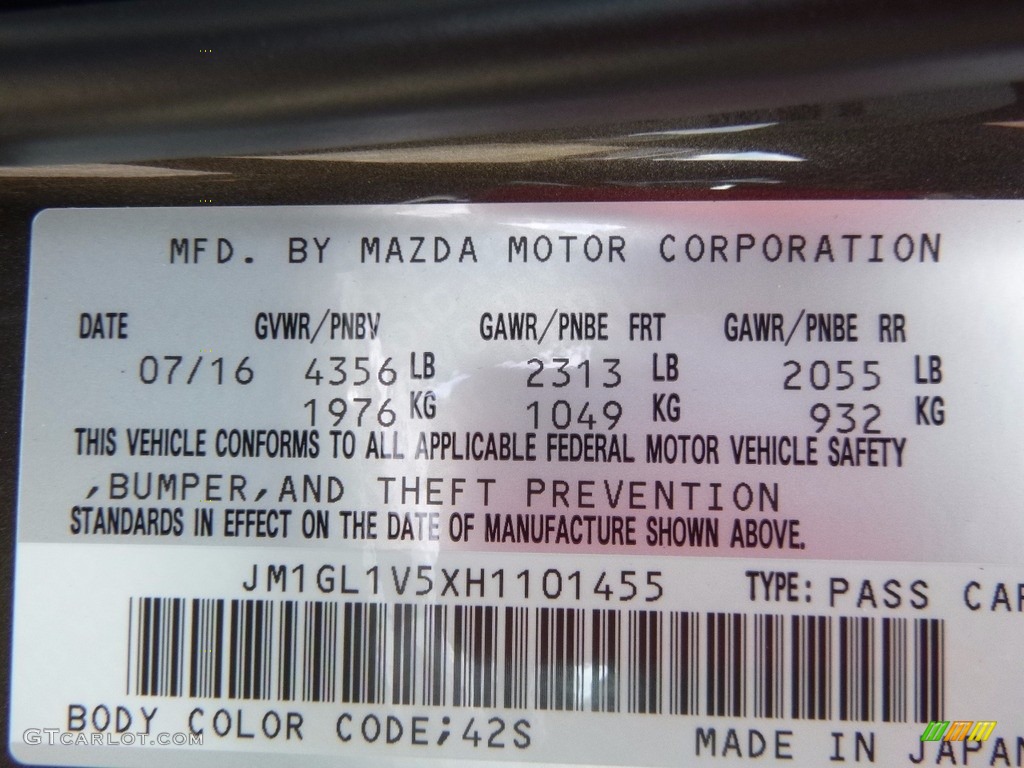 MFD. BY MAZDA MOTOR CORPORATION
DATE GVWR/PNBV GAWR/PNBE FRT GAWR/PNBE RR
07/16 4356 LB 2313 LB 2055 LB
1976 KG 1049 KG 932 KG
THIS VEHICLE CONFORMS TO ALL APPLICABLE FEDERAL MOTOR VEHICLE SAFETY
,BUMPER,AND THEFT PREVENTION
STANDARDS IN EFFECT ON THE DATE OF MANUFACTURE SHOWN ABOVE.
JM1GL1V5XH1101455 TYPE: PASS CAR
BODY COLOR CODE;42S
MADE IN JAPAN
GTCarlot.com